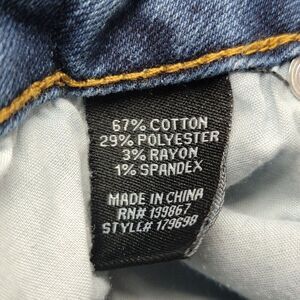 67% COTTON
29% POLYESTER
3% RAYON
1% SPANDEX
MADE IN CHINA
RN# 139867
STYLE# 179698